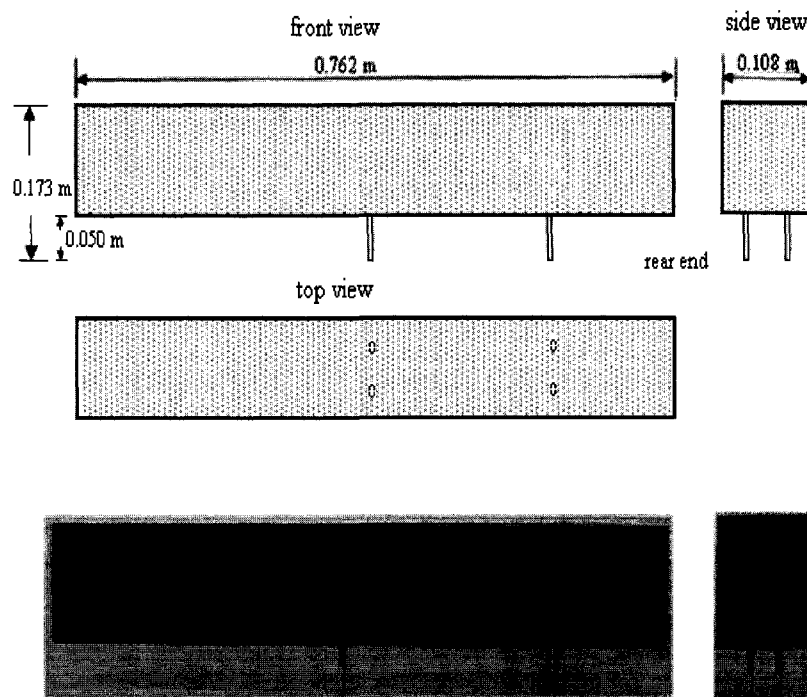 front view
side view
0.762 m
0.108 m
0.173 m
0.050 m
rear end
top view